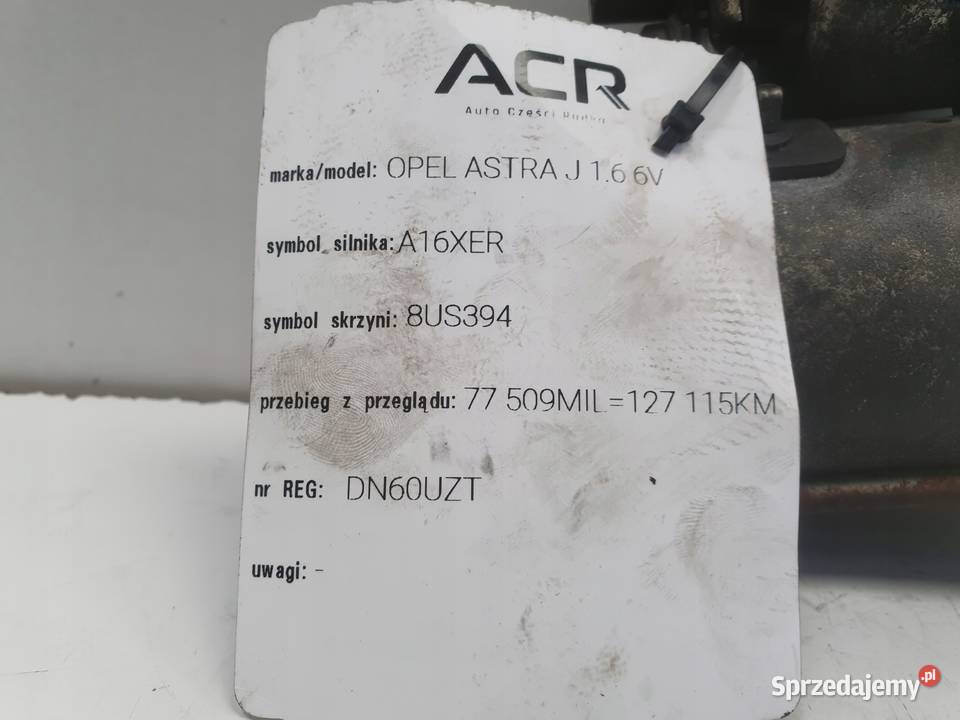 ACR
Auto Części Rudka
marka/model: OPEL ASTRA J 1.6 6V
symbol silnika: A16XER
symbol skrzyni: 8US394
przebieg z przeglądu: 77 509MIL=127 115KM
nr REG: DN60UZT
uwagi: -
Sprzedajemy.pl